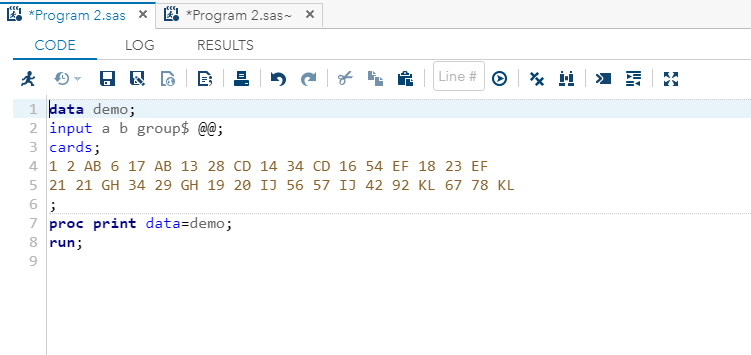 *Program 2.sas × *Program 2.sas~ ×
CODE LOG RESULTS
Line #
1 data demo;
2 input a b group$ @@;
3 cards;
4 1 2 AB 6 17 AB 13 28 CD 14 34 CD 16 54 EF 18 23 EF
5 21 21 GH 34 29 GH 19 20 IJ 56 57 IJ 42 92 KL 67 78 KL
6 ;
7 proc print data=demo;
8 run;
9